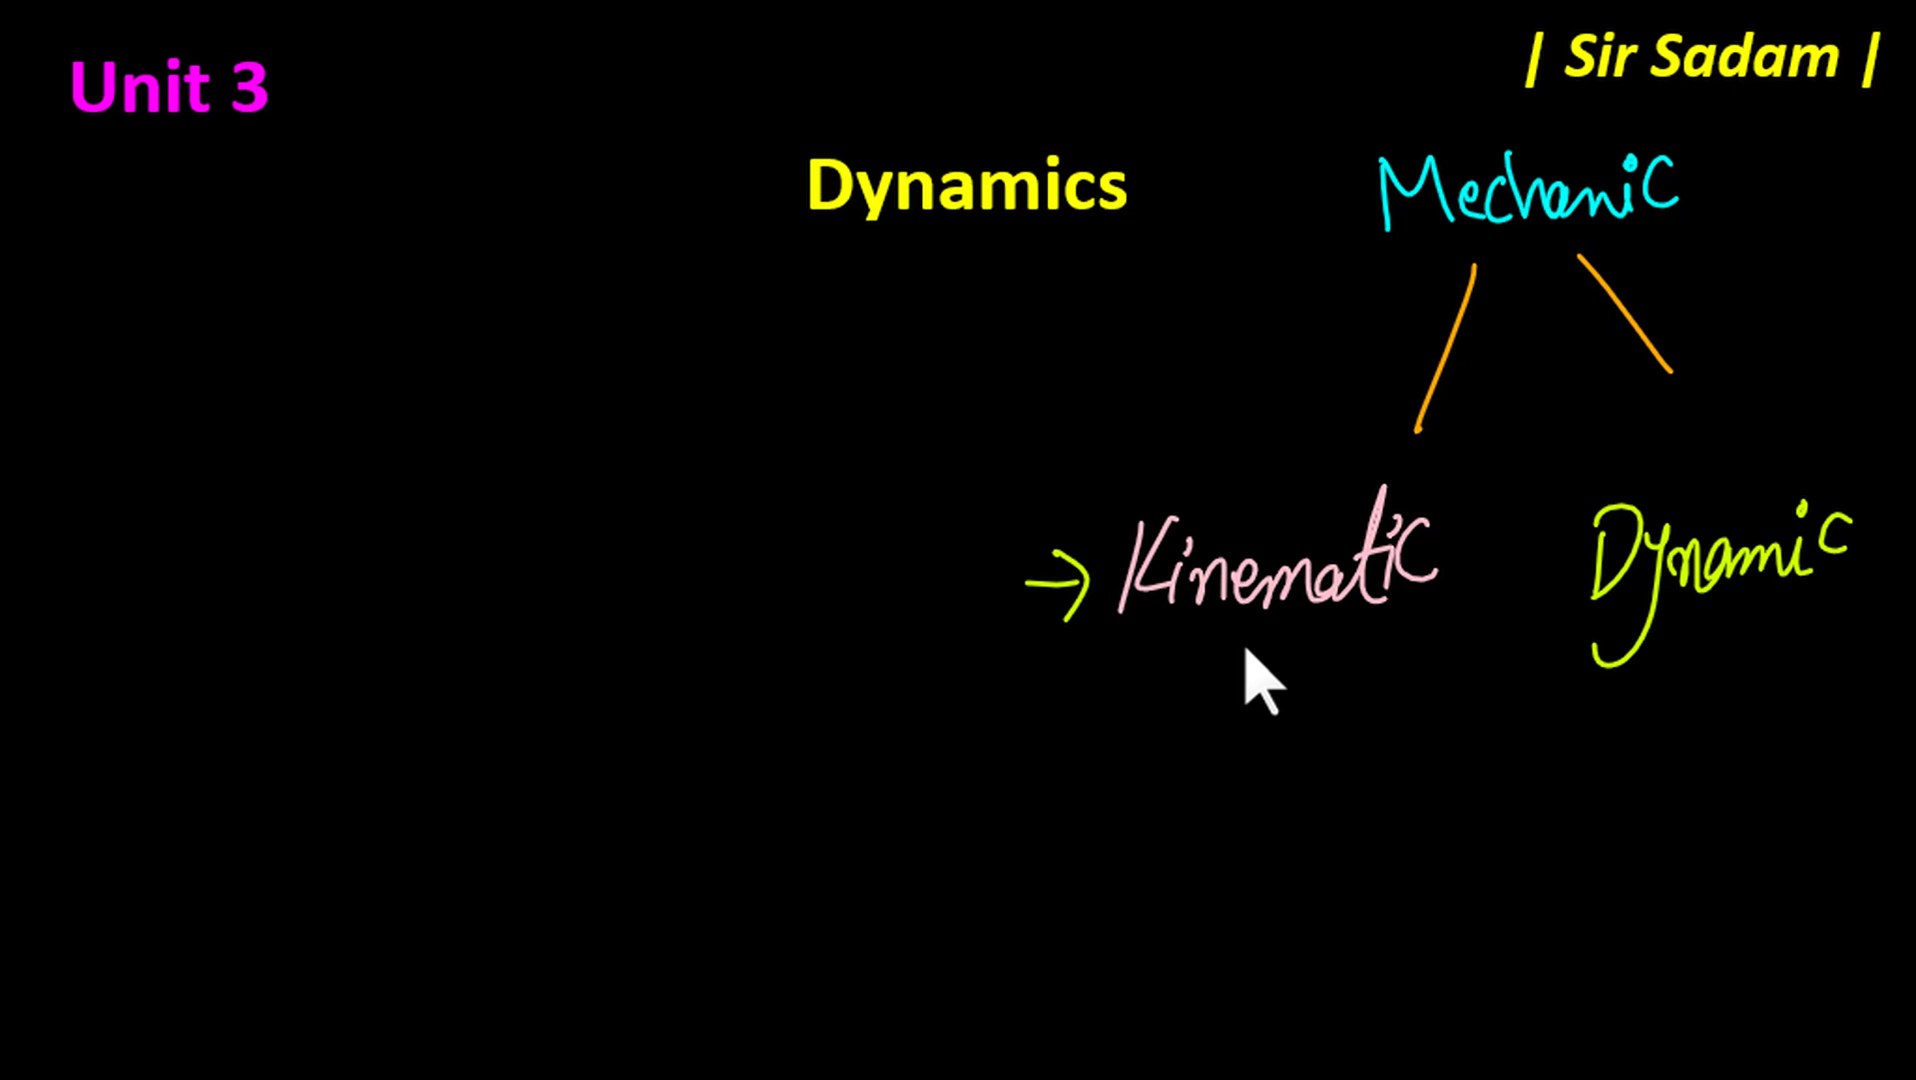 Unit 3
| Sir Sadam |
Dynamics
Mechanic
→ Kinematic
Dynamic